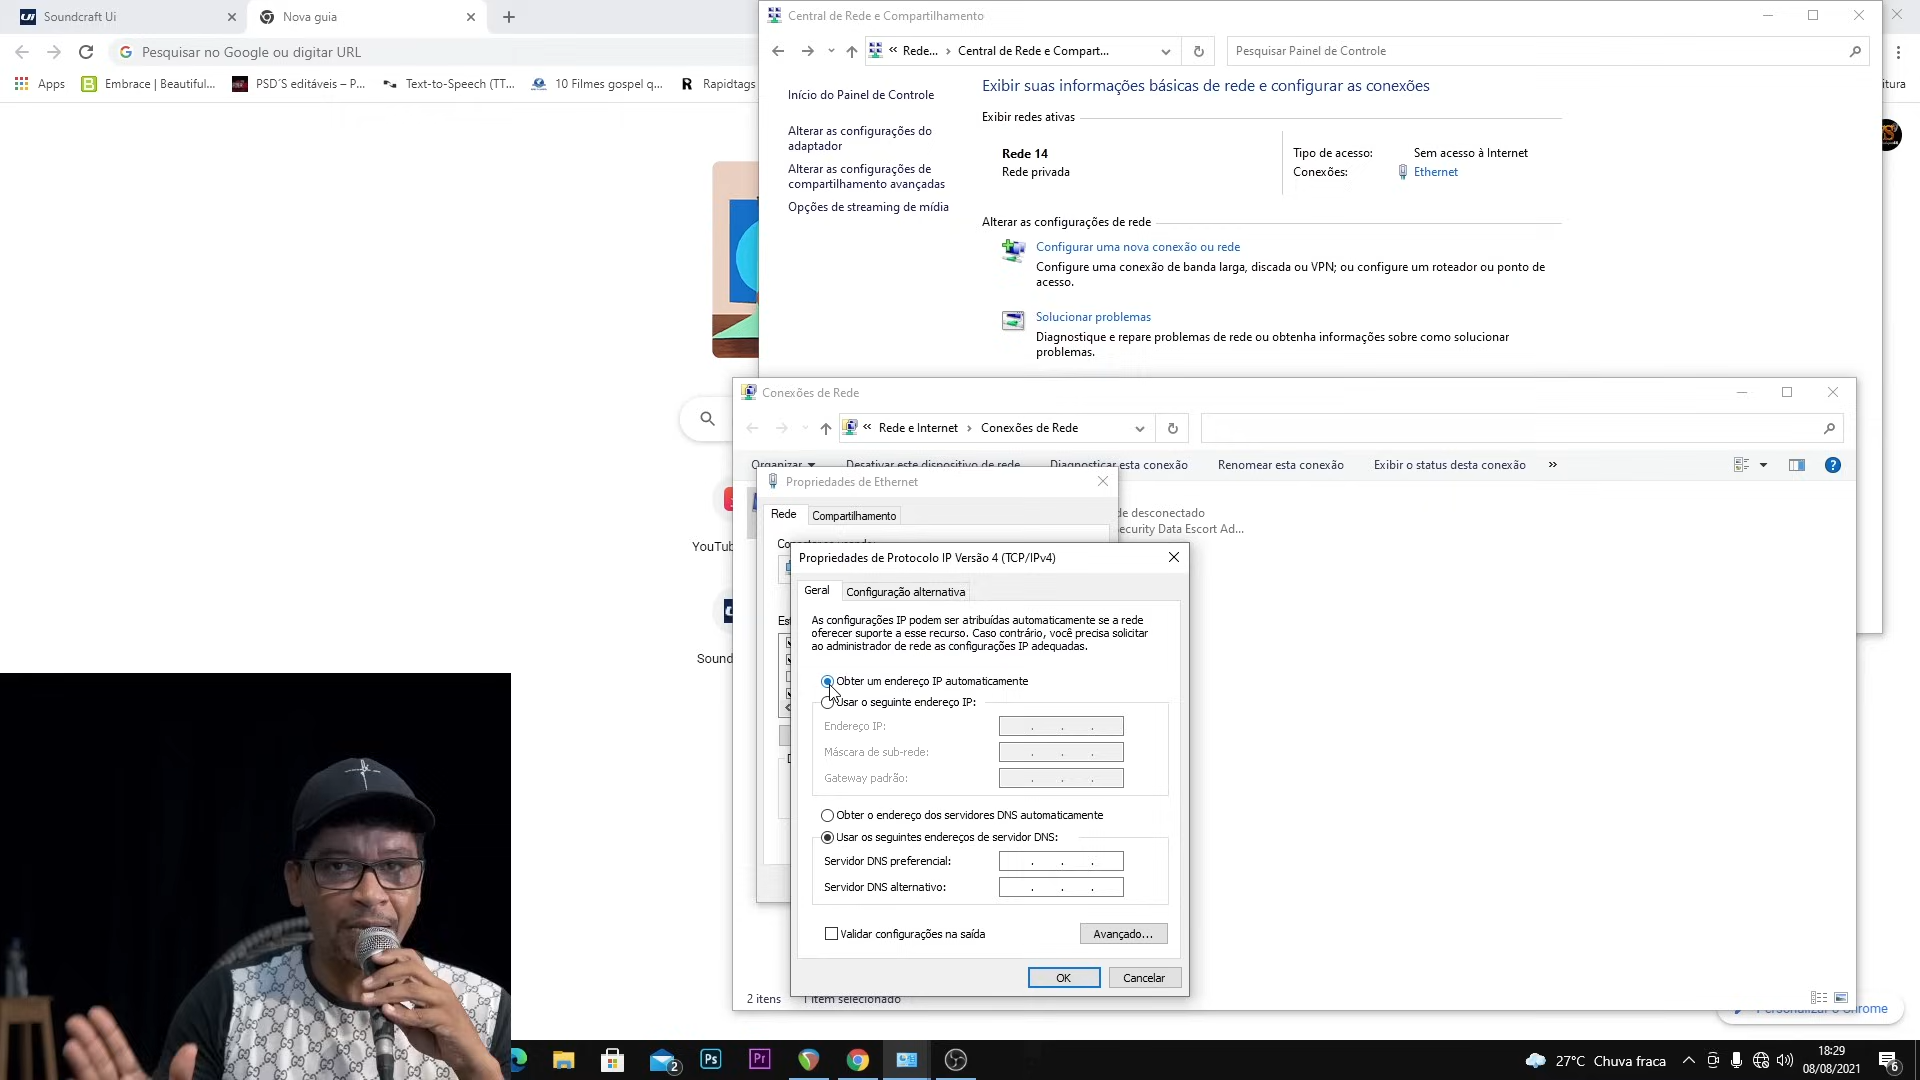 Soundcraft Ui
Nova guia
Pesquisar no Google ou digitar URL
Apps
Embrace | Beautiful...
PSD´S editáveis – P...
Text-to-Speech (TT...
10 Filmes gospel q...
Rapidtags
itura
Central de Rede e Compartilhamento
« Rede... › Central de Rede e Compart...
Pesquisar Painel de Controle
Início do Painel de Controle
Alterar as configurações do
adaptador
Alterar as configurações de
compartilhamento avançadas
Opções de streaming de mídia
Exibir suas informações básicas de rede e configurar as conexões
Exibir redes ativas
Rede 14
Rede privada
Tipo de acesso: Sem acesso à Internet
Conexões: Ethernet
Alterar as configurações de rede
Configurar uma nova conexão ou rede
Configure uma conexão de banda larga, discada ou VPN; ou configure um roteador ou ponto de
acesso.
Solucionar problemas
Diagnostique e repare problemas de rede ou obtenha informações sobre como solucionar
problemas.
Conexões de Rede
« Rede e Internet › Conexões de Rede
Organizar
Desativar este dispositivo de rede
Diagnosticar esta conexão
Renomear esta conexão
Exibir o status desta conexão
»
de desconectado
ecurity Data Escort Ad...
YouTub
Sound
Propriedades de Ethernet
Rede
Compartilhamento
Propriedades de Protocolo IP Versão 4 (TCP/IPv4)
Geral
Configuração alternativa
As configurações IP podem ser atribuídas automaticamente se a rede
oferecer suporte a esse recurso. Caso contrário, você precisa solicitar
ao administrador de rede as configurações IP adequadas.
Obter um endereço IP automaticamente
Usar o seguinte endereço IP:
Endereço IP:
Máscara de sub-rede:
Gateway padrão:
Obter o endereço dos servidores DNS automaticamente
Usar os seguintes endereços de servidor DNS:
Servidor DNS preferencial:
Servidor DNS alternativo:
Validar configurações na saída
Avançado...
OK
Cancelar
2 itens
1 item selecionado
Personalizar o Chrome
2
Ps
Pr
27°C Chuva fraca
18:29
08/08/2021
6